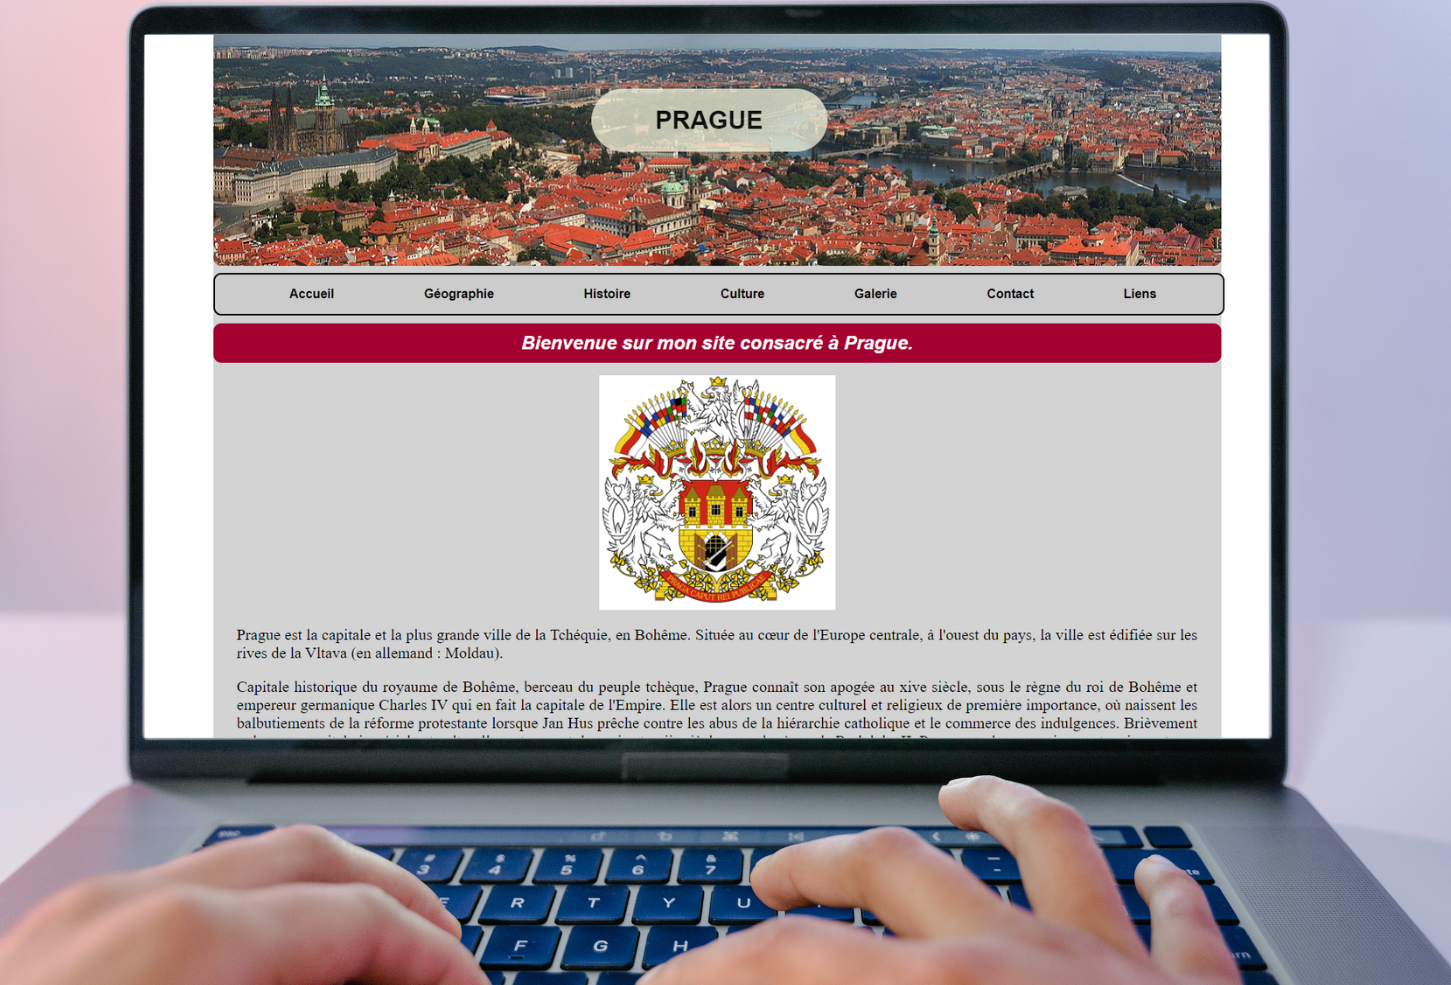 PRAGUE
Accueil Géographie Histoire Culture Galerie Contact Liens
Bienvenue sur mon site consacré à Prague.
PRAGA CAPUT REI PUBLICAE
Prague est la capitale et la plus grande ville de la Tchéquie, en Bohême. Située au cœur de l'Europe centrale, à l'ouest du pays, la ville est édifiée sur les
rives de la Vltava (en allemand : Moldau).
Capitale historique du royaume de Bohême, berceau du peuple tchèque, Prague connaît son apogée au xive siècle, sous le règne du roi de Bohême et
empereur germanique Charles IV qui en fait la capitale de l'Empire. Elle est alors un centre culturel et religieux de première importance, où naissent les
balbutiements de la réforme protestante lorsque Jan Hus prêche contre les abus de la hiérarchie catholique et le commerce des indulgences. Brièvement
esc
# $ % ^ &
3 4 5 6 7
E R T Y U
F G H